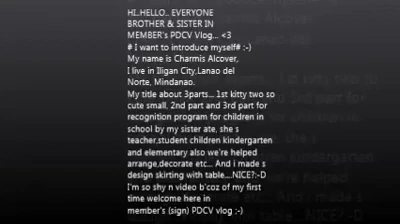 HI..HELLO.. EVERYONE
BROTHER & SISTER IN
MEMBER's PDCV Vlog... <3
# I want to introduce myself# :-)
My name is Charmis Alcover,
I live in Iligan City,Lanao del
Norte, Mindanao.
My title about 3parts... 1st kitty two so
cute small, 2nd part and 3rd part for
recognition program for children in
school by my sister ate, she s
teacher,student children kindergarten
and elementary also we're helped
arrange,decorate etc... And i made s
design skirting with table....NICE?:-D
I'm so shy n video b'coz of my first
time welcome here in
member's (sign) PDCV vlog ;-)